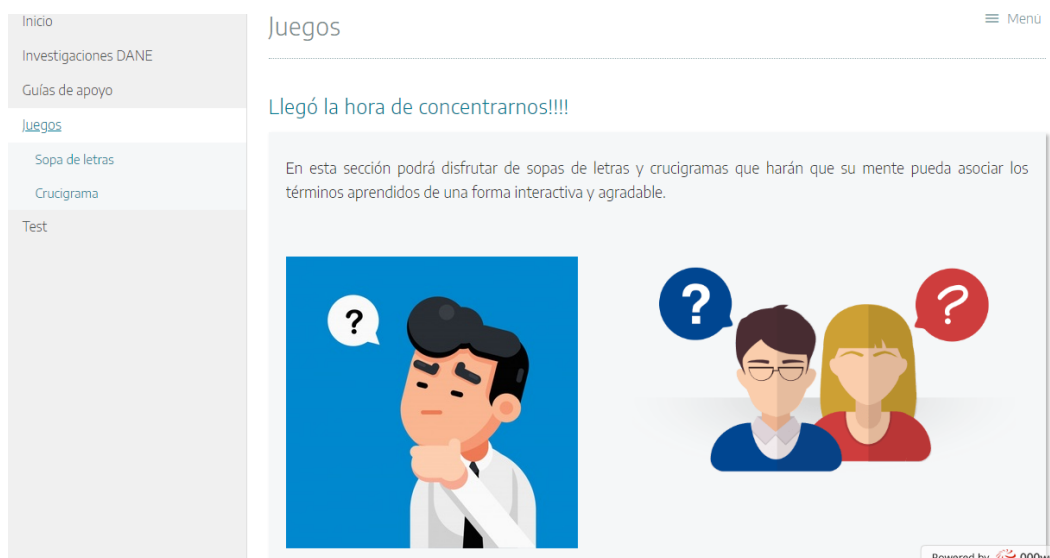 Inicio
Investigaciones DANE
Guías de apoyo
Juegos
Sopa de letras
Crucigrama
Test
Juegos
Menú
Llegó la hora de concentrarnos!!!!
En esta sección podrá disfrutar de sopas de letras y crucigramas que harán que su mente pueda asociar los
términos aprendidos de una forma interactiva y agradable.
?
?
?
Powered by 000w